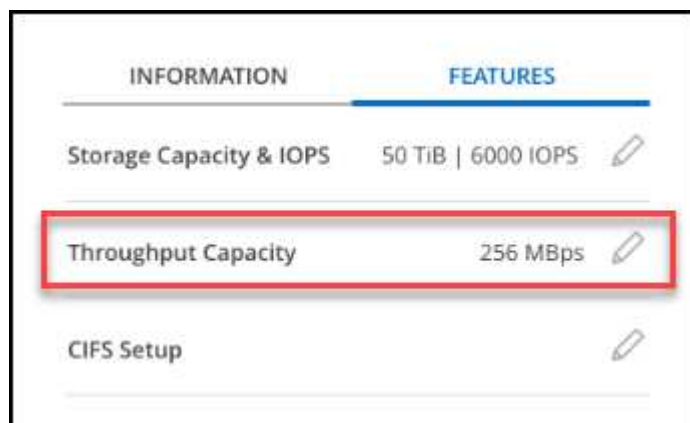 INFORMATION FEATURES
Storage Capacity & IOPS 50 TiB | 6000 IOPS
Throughput Capacity 256 MBps
CIFS Setup